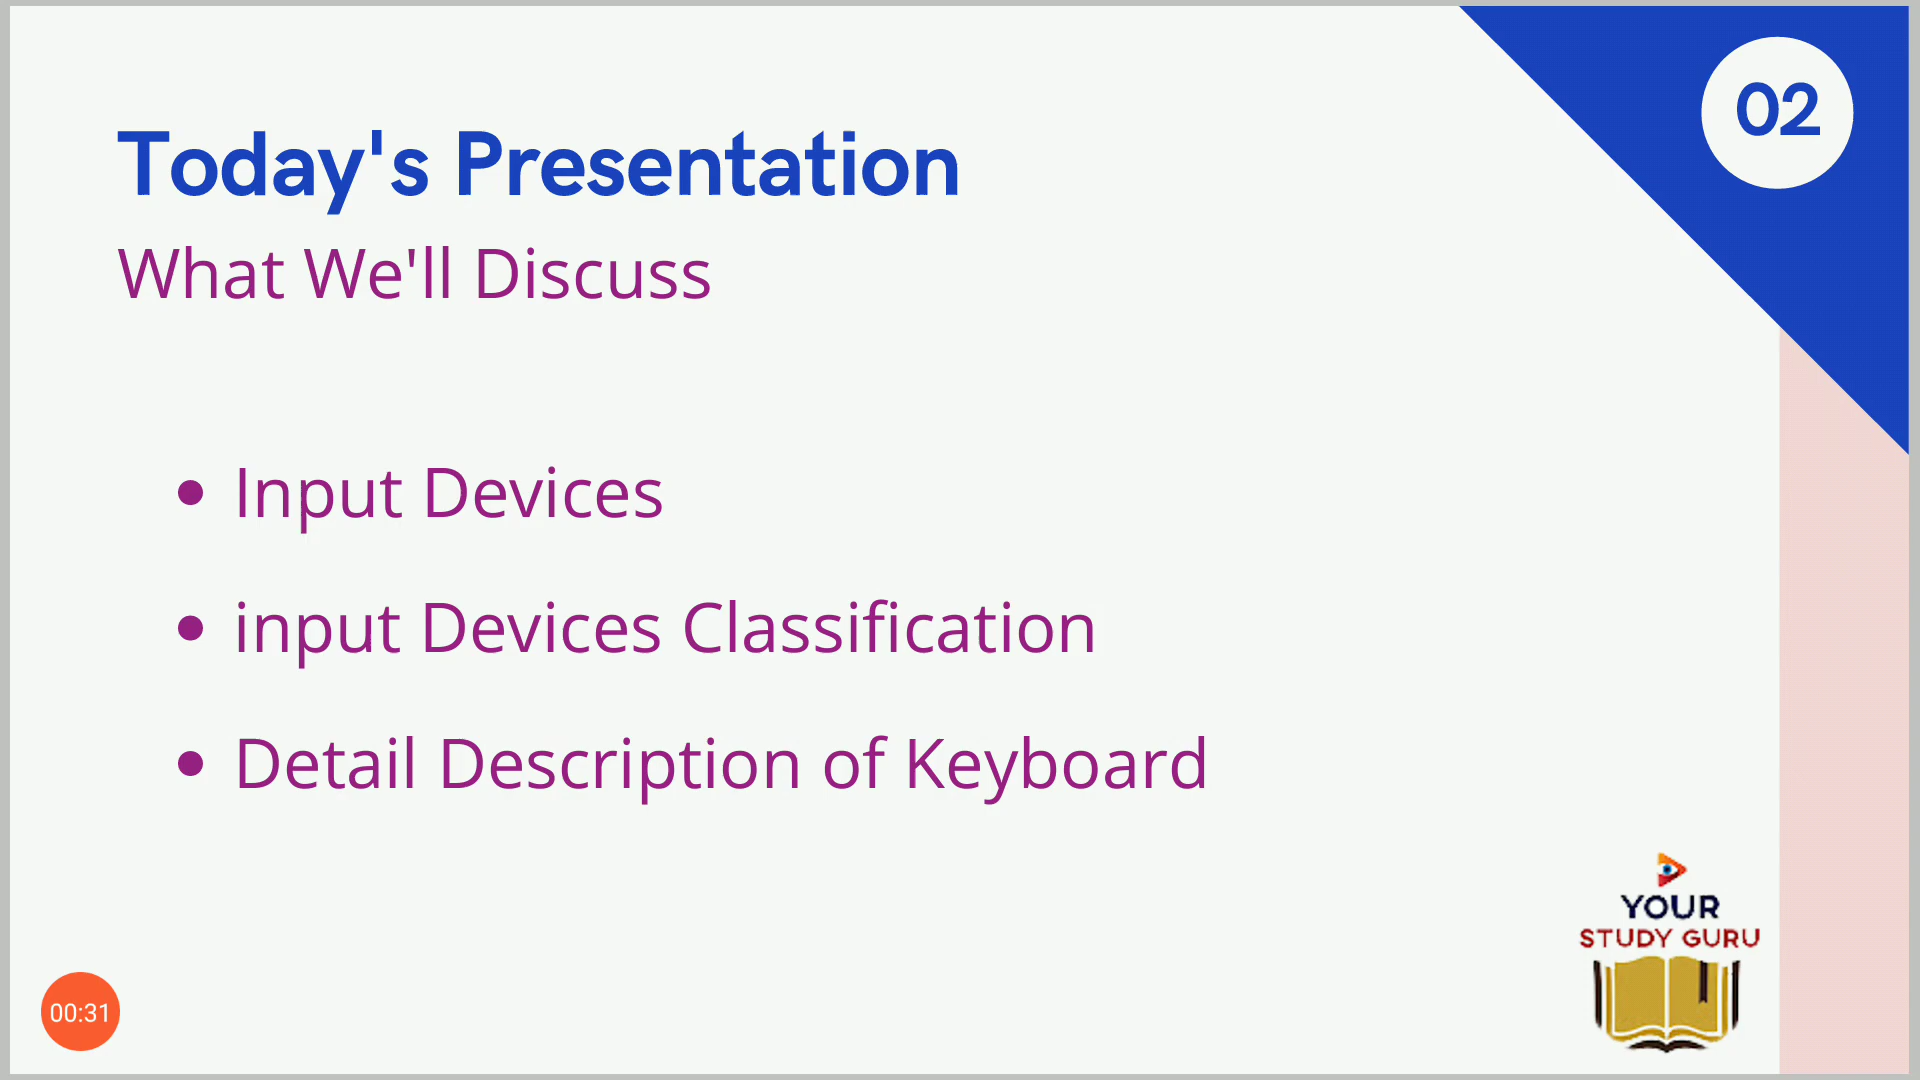 02
Today's Presentation
What We'll Discuss
• Input Devices
• input Devices Classification
• Detail Description of Keyboard
YOUR
STUDY GURU
00:31